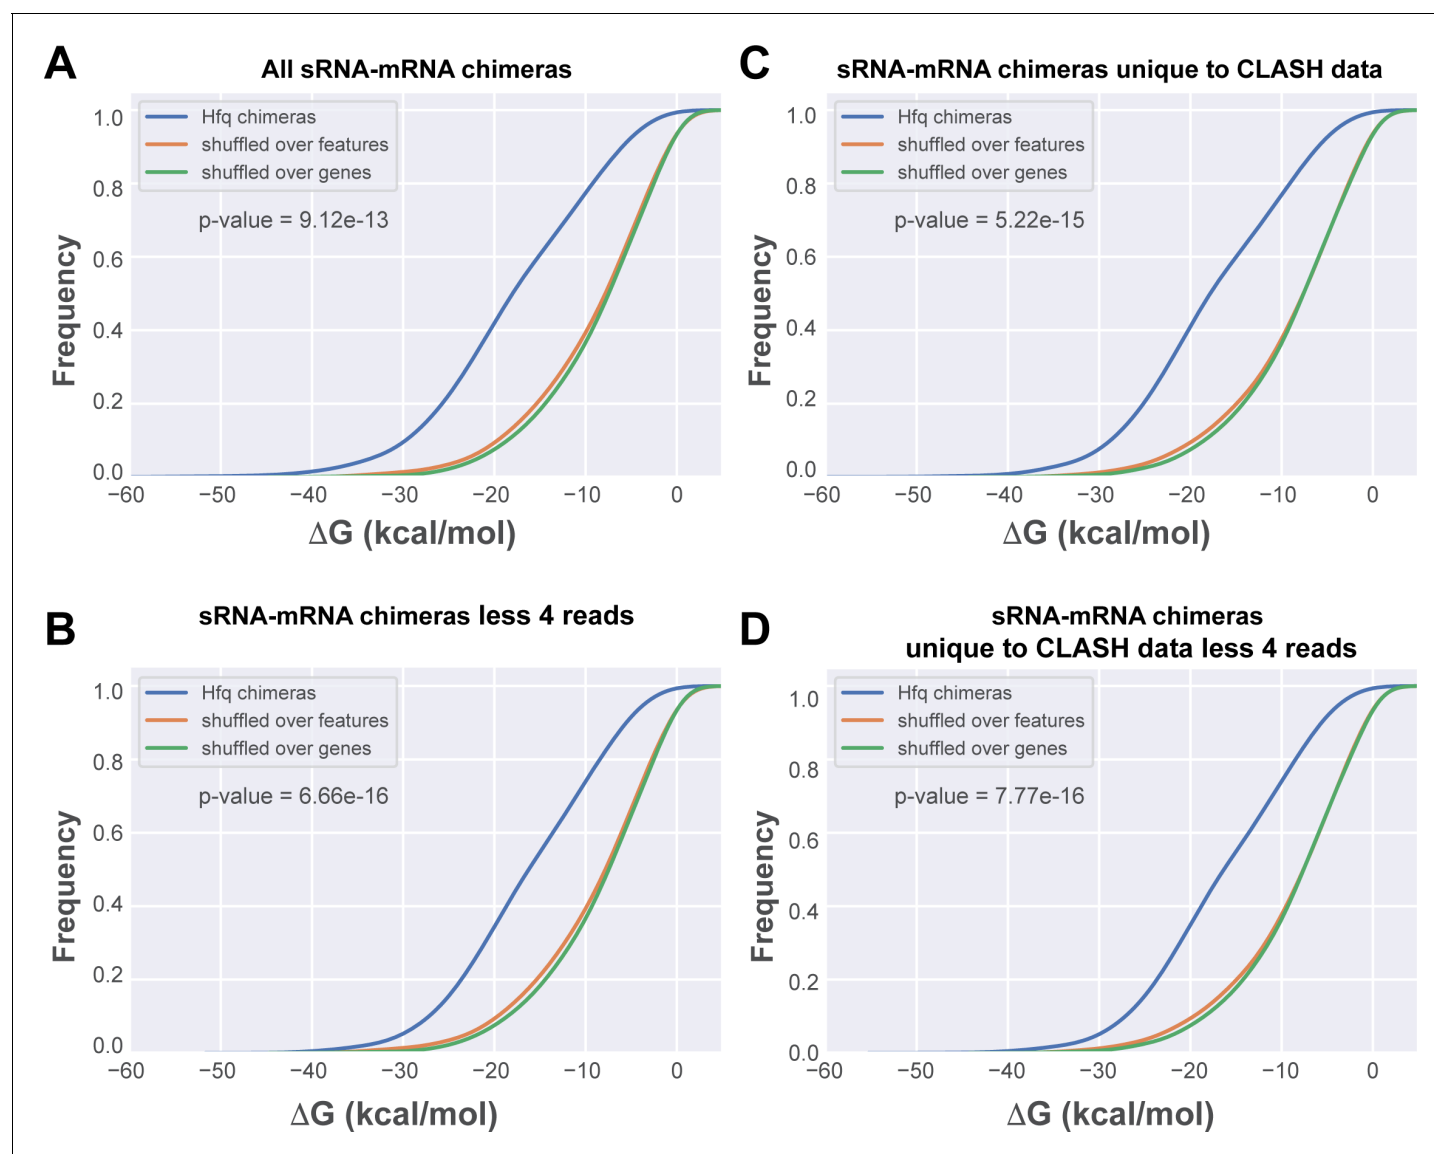 A
All sRNA-mRNA chimeras
1.0
0.8
0.6
0.4
0.2
0.0
Frequency
Hfq chimeras
shuffled over features
shuffled over genes
p-value = 9.12e-13
−60 −50 −40 −30 −20 −10 0
ΔG (kcal/mol)
C
sRNA-mRNA chimeras unique to CLASH data
1.0
0.8
0.6
0.4
0.2
0.0
Frequency
Hfq chimeras
shuffled over features
shuffled over genes
p-value = 5.22e-15
−60 −50 −40 −30 −20 −10 0
ΔG (kcal/mol)
B
sRNA-mRNA chimeras less 4 reads
1.0
0.8
0.6
0.4
0.2
0.0
Frequency
Hfq chimeras
shuffled over features
shuffled over genes
p-value = 6.66e-16
−60 −50 −40 −30 −20 −10 0
ΔG (kcal/mol)
D
sRNA-mRNA chimeras
unique to CLASH data less 4 reads
1.0
0.8
0.6
0.4
0.2
0.0
Frequency
Hfq chimeras
shuffled over features
shuffled over genes
p-value = 7.77e-16
−60 −50 −40 −30 −20 −10 0
ΔG (kcal/mol)